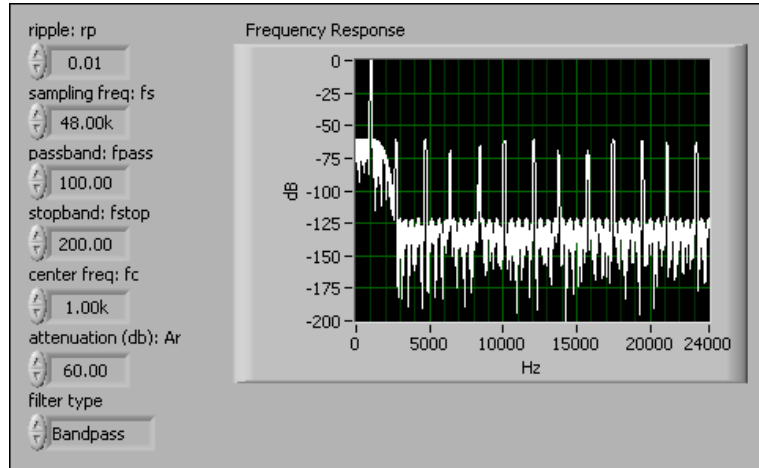 ripple: rp
0.01
sampling freq: fs
48.00k
passband: fpass
100.00
stopband: fstop
200.00
center freq: fc
1.00k
attenuation (db): Ar
60.00
filter type
Bandpass
Frequency Response
0
-25
-50
-75
-100
-125
-150
-175
-200
dB
0 5000 10000 15000 20000 24000
Hz